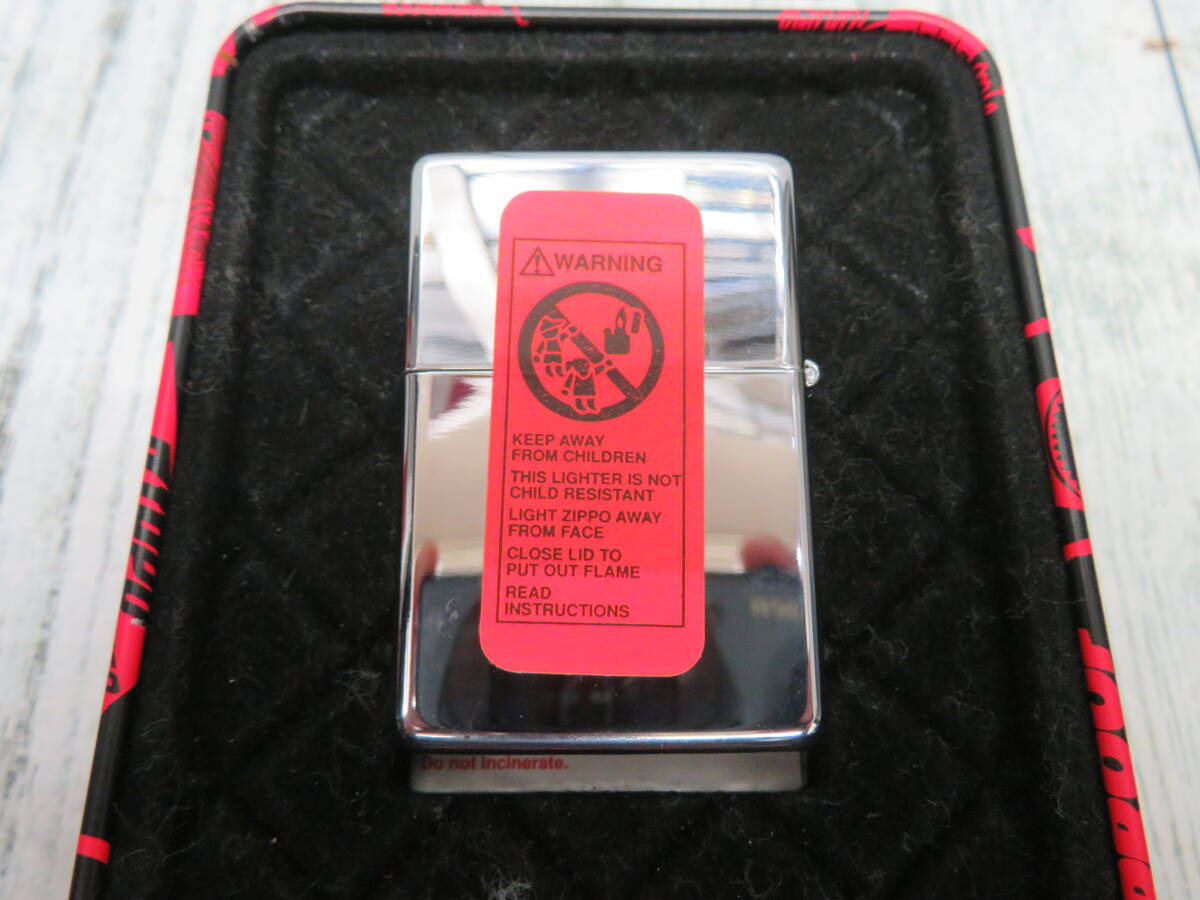 WARNING
KEEP AWAY
FROM CHILDREN
THIS LIGHTER IS NOT
CHILD RESISTANT
LIGHT ZIPPO AWAY
FROM FACE
CLOSE LID TO
PUT OUT FLAME
READ
INSTRUCTIONS
Do not incinerate.